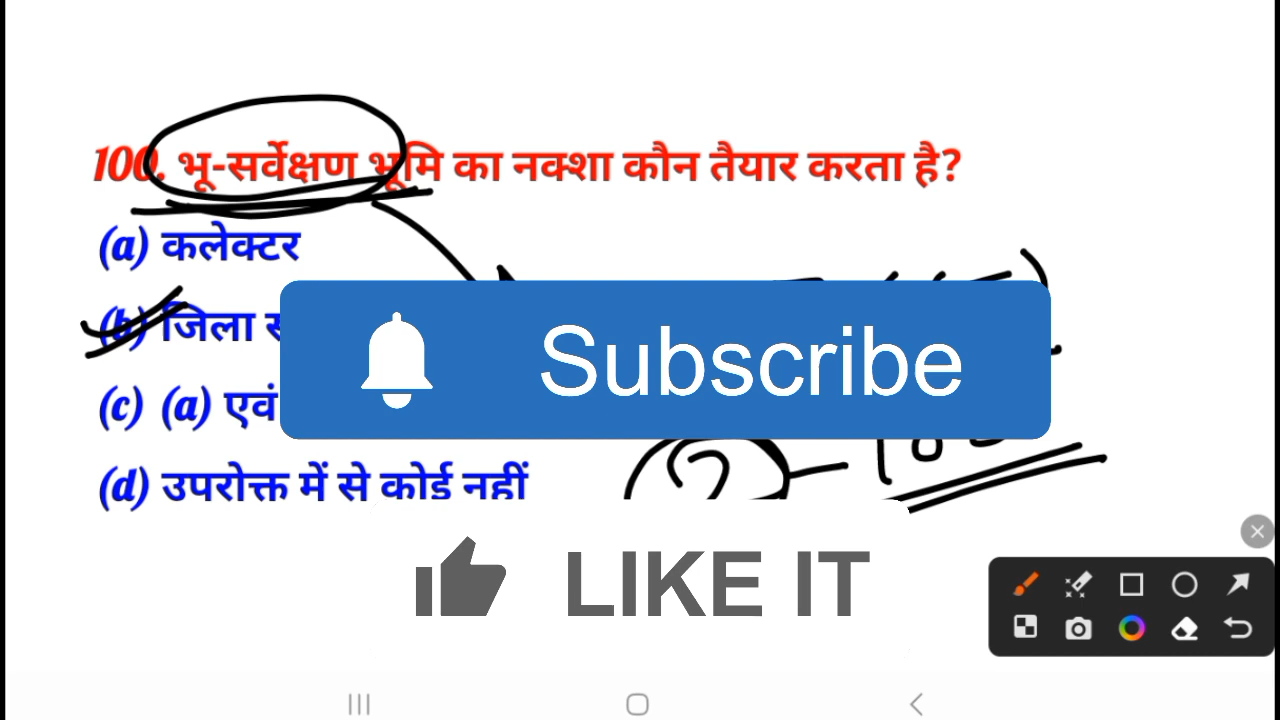 100. भू-सर्वेक्षण भूमि का नक्शा कौन तैयार करता है?
(a) कलेक्टर
(b) जिला
Subscribe
(c) (a) एवं
(d) उपरोक्त में से कोई नहीं
LIKE IT